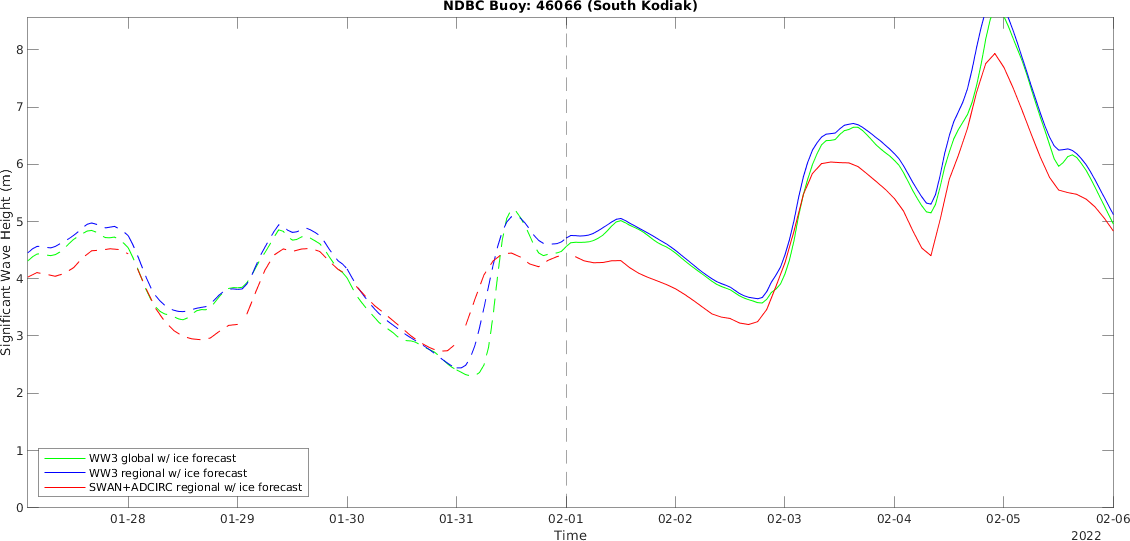 NDBC Buoy: 46066 (South Kodiak)
8
7
6
5
4
3
2
1
0
Significant Wave Height (m)
WW3 global w/ ice forecast
WW3 regional w/ ice forecast
SWAN+ADCIRC regional w/ ice forecast
01-28 01-29 01-30 01-31 02-01 02-02 02-03 02-04 02-05 02-06
Time
2022